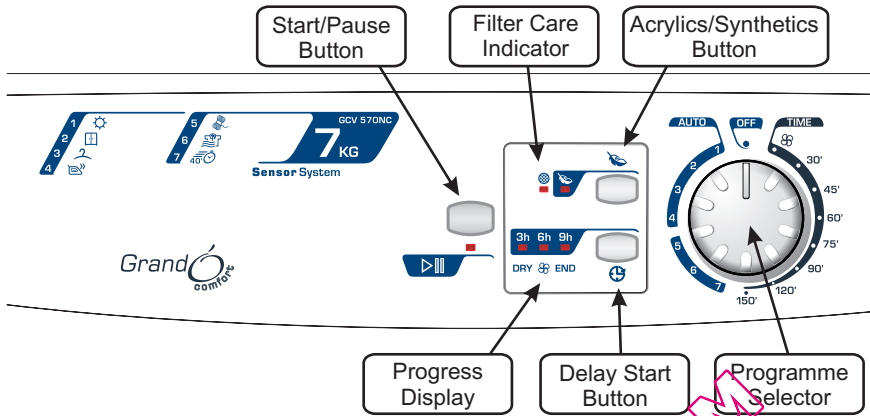 Start/Pause
Button
Filter Care
Indicator
Acrylics/Synthetics
Button
1
2
3
4
5
6
7
GCV 570NC
7 KG
Sensor System
Grand Ó
comfort
3h 6h 9h
DRY END
AUTO OFF TIME
1
2
3
4
5
6
7
30'
45'
60'
75'
90'
120'
150'
Progress
Display
Delay Start
Button
Programme
Selector